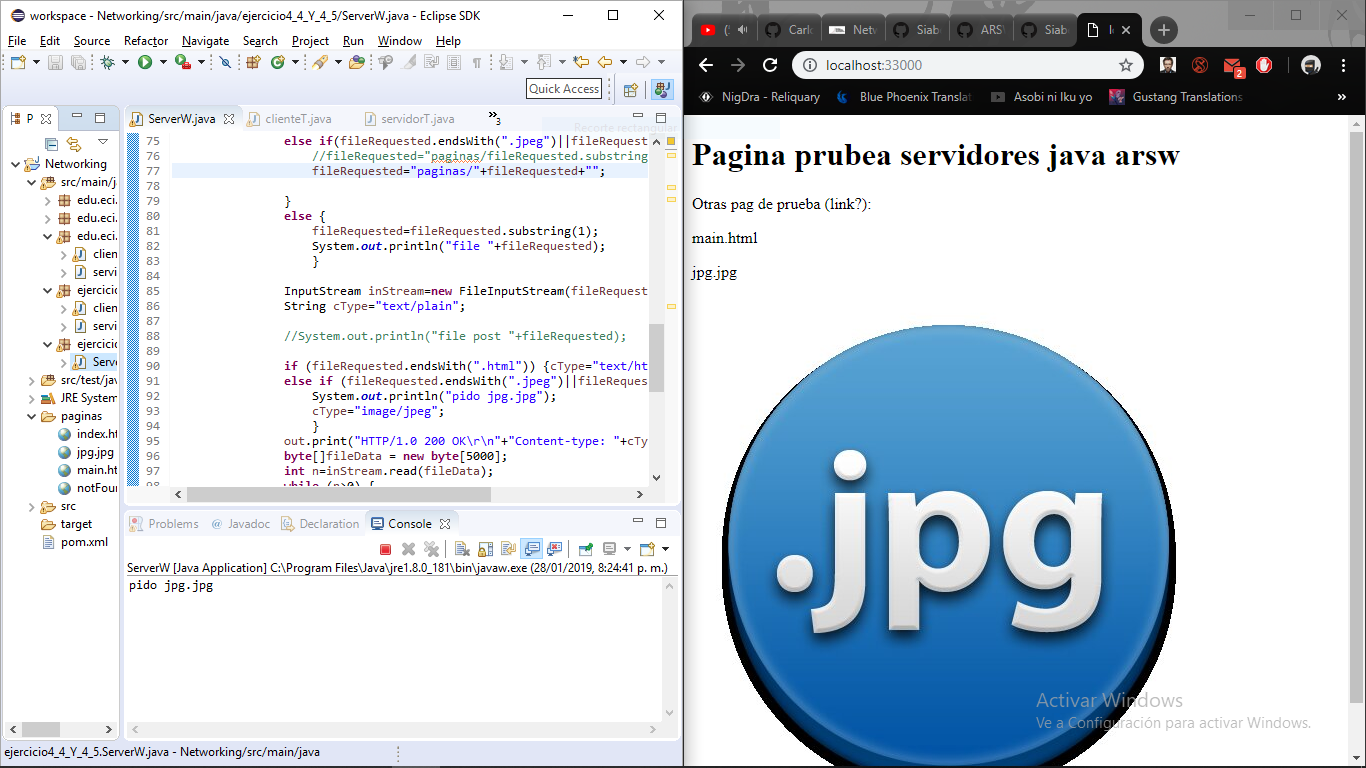 workspace - Networking/src/main/java/ejercicio4_4_Y_4_5/ServerW.java - Eclipse SDK
File Edit Source Refactor Navigate Search Project Run Window Help
Quick Access
P
Networking
src/main/j
edu.eci.
edu.eci.
edu.eci.
clien
servi
ejercicio
clien
servi
ejercicio
Serve
src/test/jav
JRE System
paginas
index.ht
jpg.jpg
main.ht
notFour
src
target
pom.xml
ServerW.java clienteT.java servidorT.java »3
Recorte rectangular
75 else if(fileRequested.endsWith(".jpeg")||fileRequest
76 //fileRequested="paginas/fileRequested.substring
77 fileRequested="paginas/"+fileRequested+"";
78
79 }
80 else {
81 fileRequested=fileRequested.substring(1);
82 System.out.println("file "+fileRequested);
83 }
84
85 InputStream inStream=new FileInputStream(fileRequest
86 String cType="text/plain";
87
88 //System.out.println("file post "+fileRequested);
89
90 if (fileRequested.endsWith(".html")) {cType="text/ht
91 else if (fileRequested.endsWith(".jpeg")||fileReques
92 System.out.println("pido jpg.jpg");
93 cType="image/jpeg";
94 }
95 out.print("HTTP/1.0 200 OK\r\n"+"Content-type: "+cTy
96 byte[]fileData = new byte[5000];
97 int n=inStream.read(fileData);
98 while (n>0) {
Problems @ Javadoc Declaration Console
ServerW [Java Application] C:\Program Files\Java\jre1.8.0_181\bin\javaw.exe (28/01/2019, 8:24:41 p. m.)
pido jpg.jpg
ejercicio4_4_Y_4_5.ServerW.java - Networking/src/main/java
Carl Netw Siab ARS Siab
localhost:33000
2
NigDra - Reliquary Blue Phoenix Translat Asobi ni Iku yo Gustang Translations »
Pagina prubea servidores java arsw
Otras pag de prueba (link?):
main.html
jpg.jpg
.jpg
Activar Windows
Ve a Configuración para activar Windows.